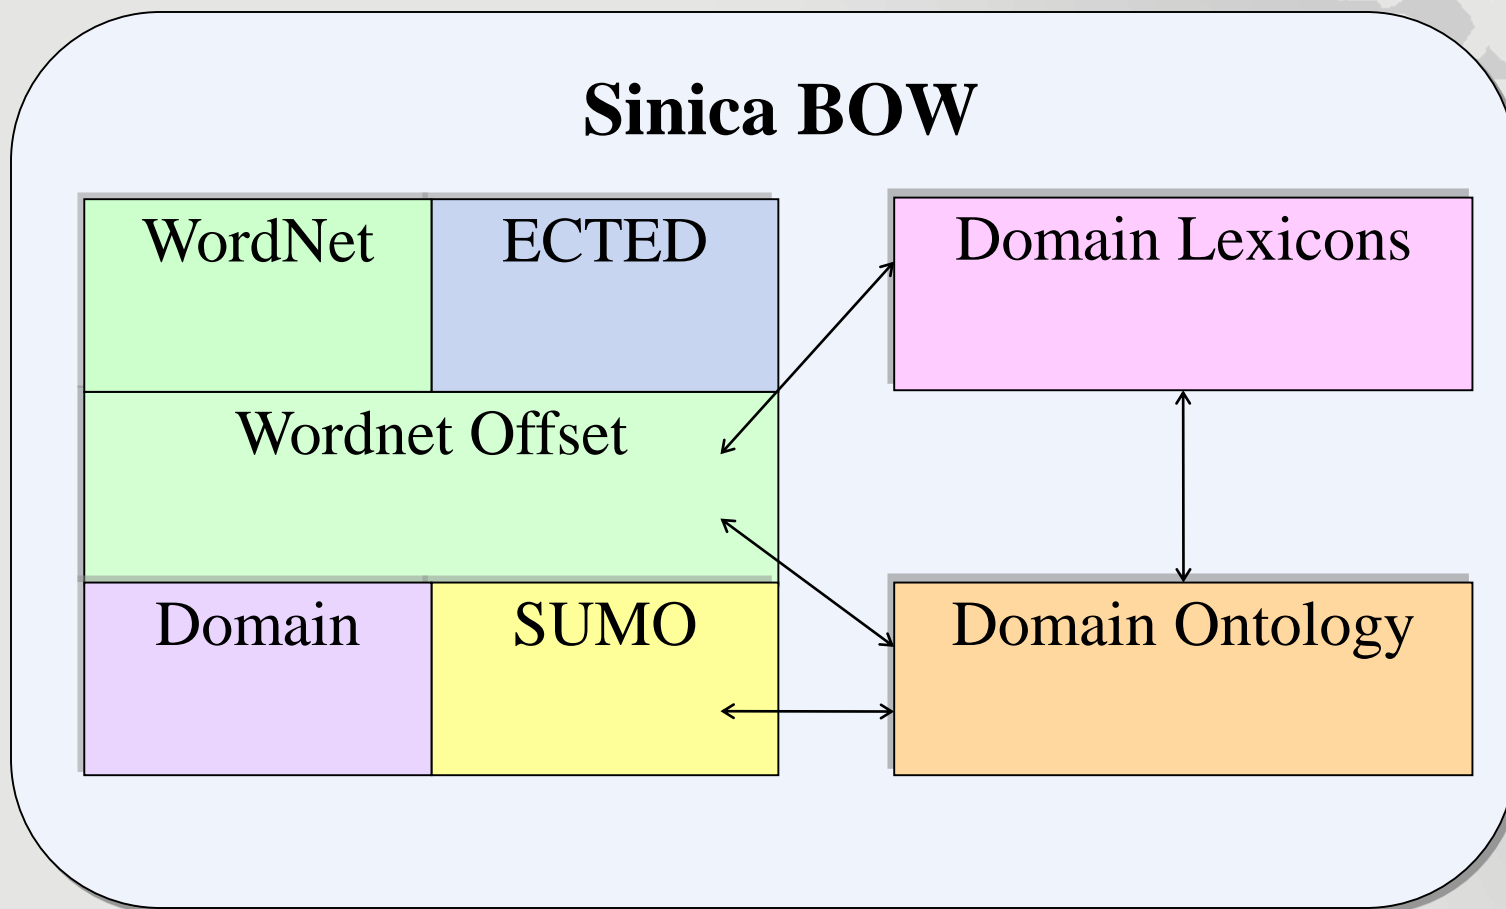 Sinica BOW
WordNet
ECTED
Domain Lexicons
Wordnet Offset
Domain
SUMO
Domain Ontology